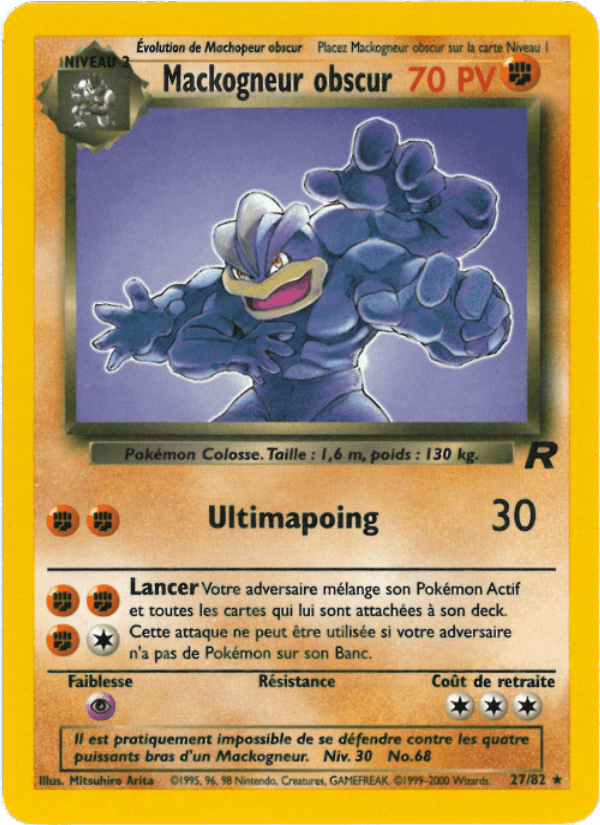 Évolution de Machopeur obscur Placez Mackogneur obscur sur la carte Niveau 1
NIVEAU 2
Mackogneur obscur 70 PV
Pokémon Colosse. Taille : 1,6 m, poids : 130 kg.
R
Ultimapoing 30
Lancer Votre adversaire mélange son Pokémon Actif
et toutes les cartes qui lui sont attachées à son deck.
Cette attaque ne peut être utilisée si votre adversaire
n'a pas de Pokémon sur son Banc.
Faiblesse Résistance Coût de retraite
Il est pratiquement impossible de se défendre contre les quatre
puissants bras d'un Mackogneur. Niv. 30 No.68
Illus. Mitsuhiro Arita ©1995, 96, 98 Nintendo, Creatures, GAMEFREAK. ©1999-2000 Wizards. 27/82 ★